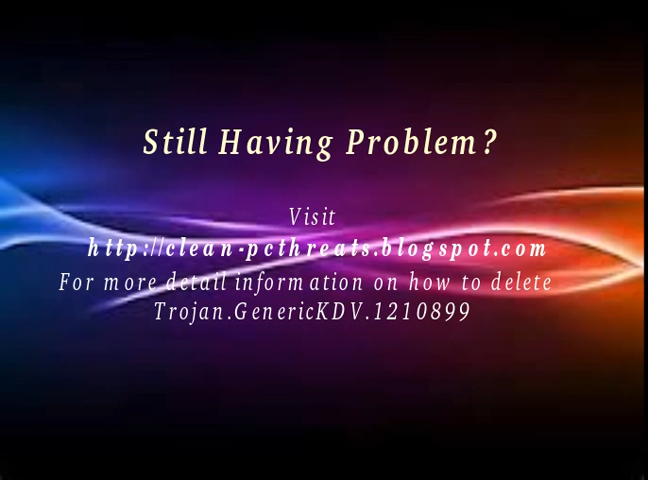 Still Having Problem?
Visit
http://clean-pcthreats.blogspot.com
For more detail information on how to delete
Trojan.GenericKDV.1210899